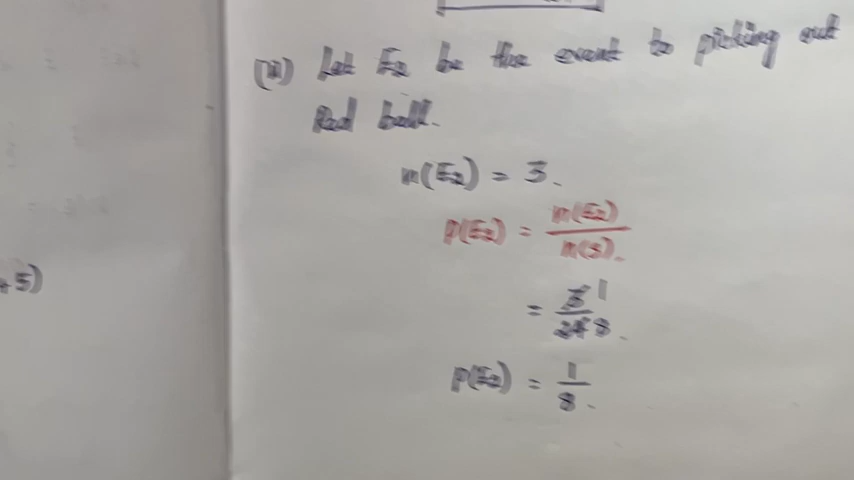 (ii) Let E₂ be the event to picking out
Red ball.
n(E₂) = 3.
P(E₂) = n(E₂) / n(S).
= 3 1 / 24 8.
+5)
P(E₂) = 1/8.